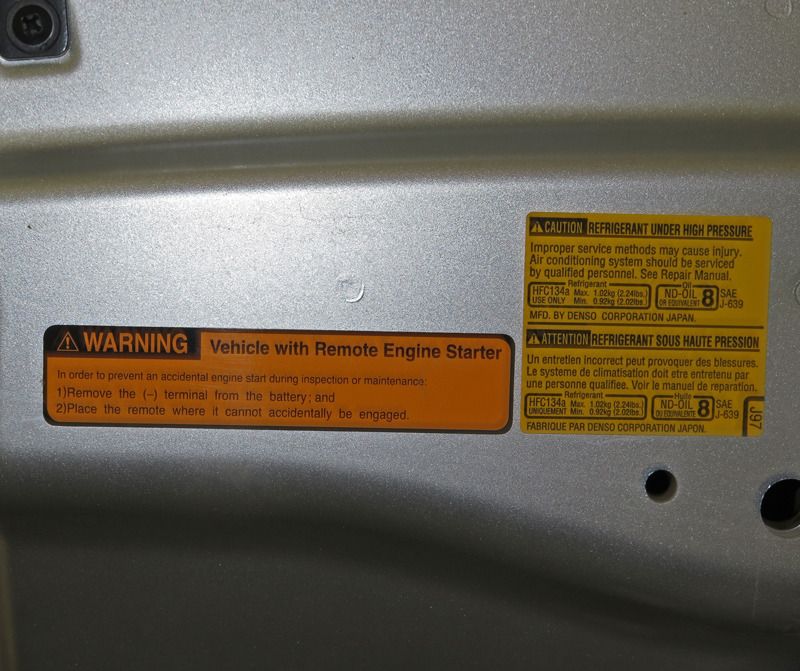 WARNING Vehicle with Remote Engine Starter
In order to prevent an accidental engine start during inspection or maintenance:
1)Remove the (–) terminal from the battery; and
2)Place the remote where it cannot accidentally be engaged.
CAUTION REFRIGERANT UNDER HIGH PRESSURE
Improper service methods may cause injury.
Air conditioning system should be serviced
by qualified personnel. See Repair Manual.
Refrigerant Oil
HFC134a Max. 1.02kg (2.24lbs.) ND-OIL 8 SAE
USE ONLY Min. 0.92kg (2.02lbs.) OR EQUIVALENT J-639
MFD. BY DENSO CORPORATION JAPAN.
ATTENTION REFRIGERANT SOUS HAUTE PRESSION
Un entretien incorrect peut provoquer des blessures.
Le systeme de climatisation doit etre entretenu par
une personne qualifiee. Voir le manuel de reparation.
Refrigerant Huile
HFC134a Max. 1.02kg (2.24lbs.) ND-OIL 8 SAE
UNIQUEMENT Min. 0.92kg (2.02lbs.) OU EQUIVALENTE J-639
FABRIQUE PAR DENSO CORPORATION JAPON.
J97